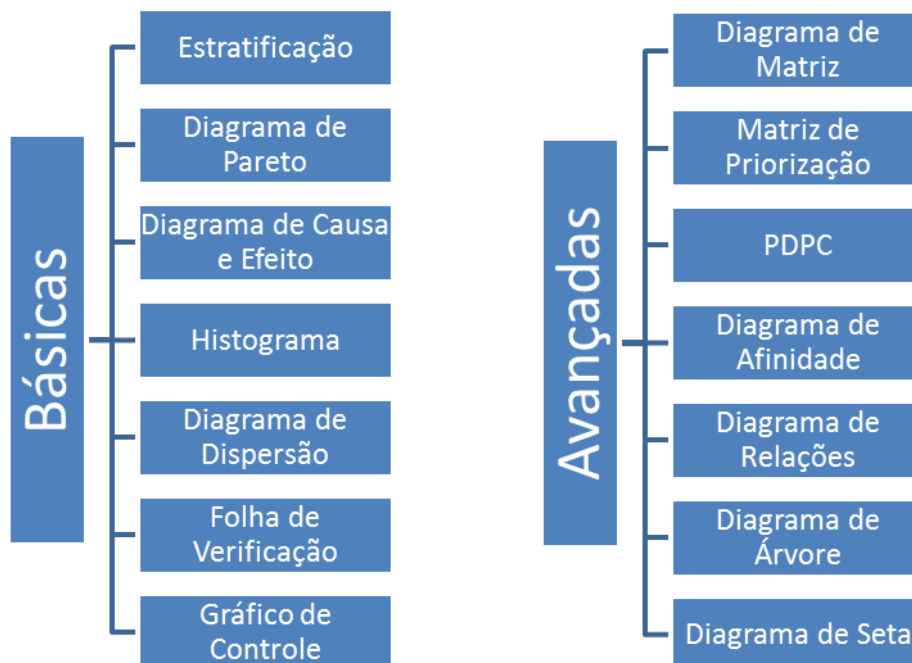 Básicas
Estratificação
Diagrama de
Pareto
Diagrama de Causa
e Efeito
Histograma
Diagrama de
Dispersão
Folha de
Verificação
Gráfico de
Controle
Avançadas
Diagrama de
Matriz
Matriz de
Priorização
PDPC
Diagrama de
Afinidade
Diagrama de
Relações
Diagrama de
Árvore
Diagrama de Seta